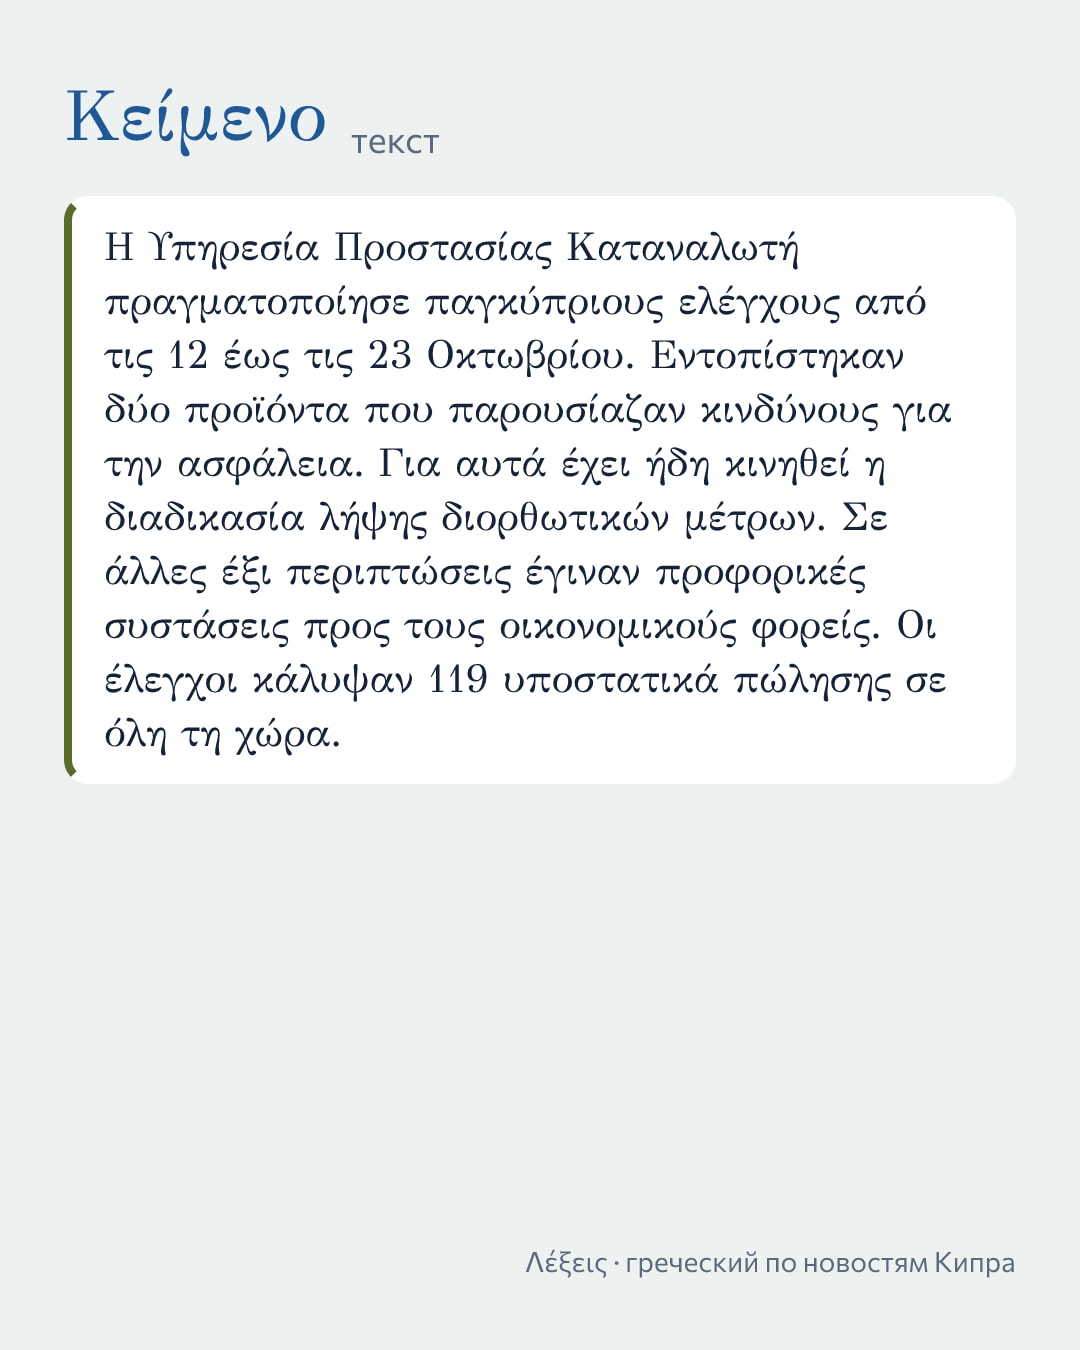 Κείμενο текст
Η Υπηρεσία Προστασίας Καταναλωτή
πραγματοποίησε παγκύπριους ελέγχους από
τις 12 έως τις 23 Οκτωβρίου. Εντοπίστηκαν
δύο προϊόντα που παρουσίαζαν κινδύνους για
την ασφάλεια. Για αυτά έχει ήδη κινηθεί η
διαδικασία λήψης διορθωτικών μέτρων. Σε
άλλες έξι περιπτώσεις έγιναν προφορικές
συστάσεις προς τους οικονομικούς φορείς. Οι
έλεγχοι κάλυψαν 119 υποστατικά πώλησης σε
όλη τη χώρα.
Λέξεις · греческий по новостям Кипра